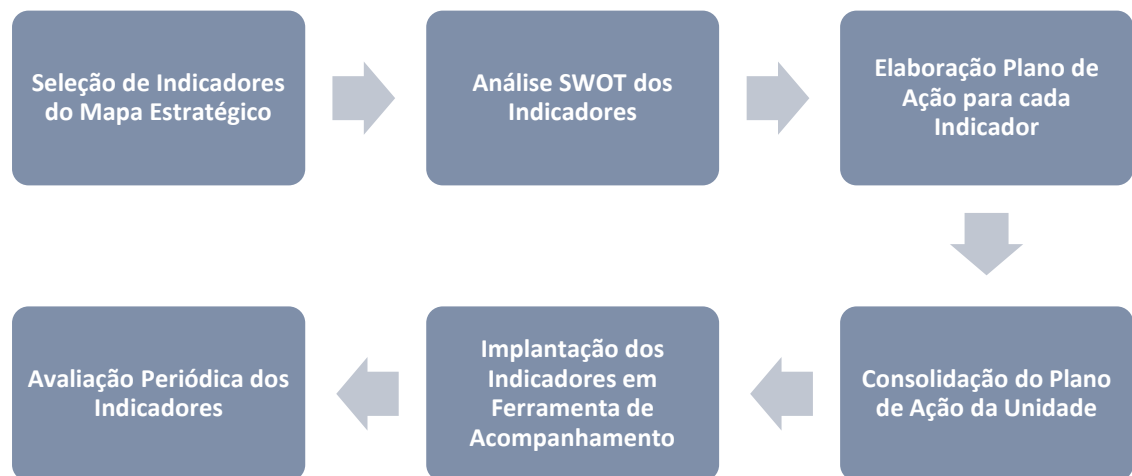 Seleção de Indicadores
do Mapa Estratégico
Análise SWOT dos
Indicadores
Elaboração Plano de
Ação para cada
Indicador
Consolidação do Plano
de Ação da Unidade
Implantação dos
Indicadores em
Ferramenta de
Acompanhamento
Avaliação Periódica dos
Indicadores